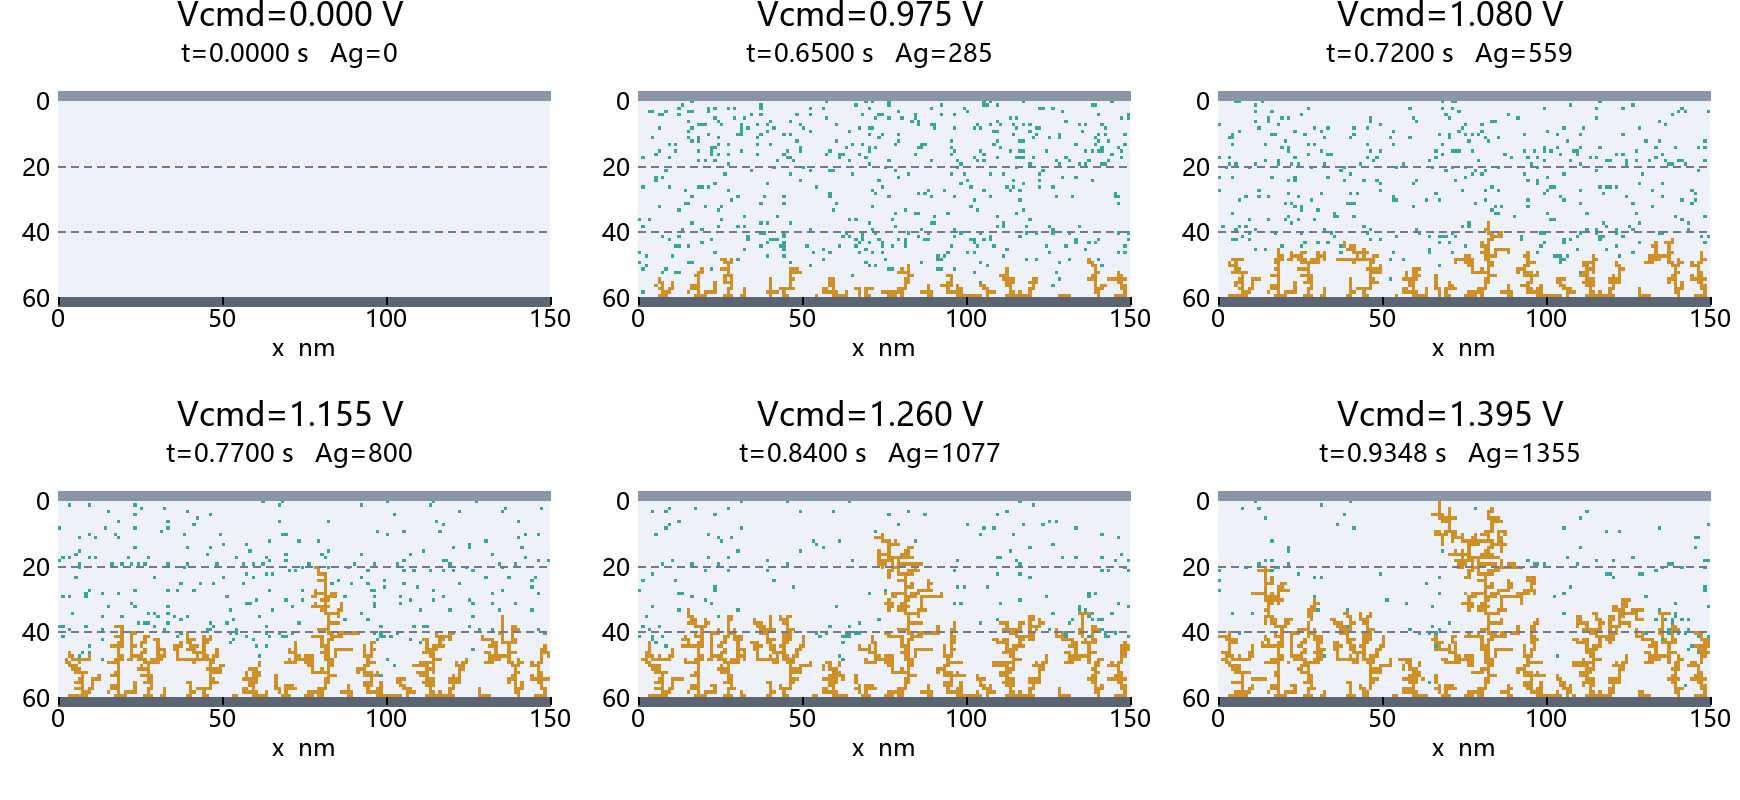 Vcmd=0.000 V
t=0.0000 s   Ag=0
0
20
40
60
0 50 100 150
x nm
Vcmd=0.975 V
t=0.6500 s   Ag=285
0
20
40
60
0 50 100 150
x nm
Vcmd=1.080 V
t=0.7200 s   Ag=559
0
20
40
60
0 50 100 150
x nm
Vcmd=1.155 V
t=0.7700 s   Ag=800
0
20
40
60
0 50 100 150
x nm
Vcmd=1.260 V
t=0.8400 s   Ag=1077
0
20
40
60
0 50 100 150
x nm
Vcmd=1.395 V
t=0.9348 s   Ag=1355
0
20
40
60
0 50 100 150
x nm